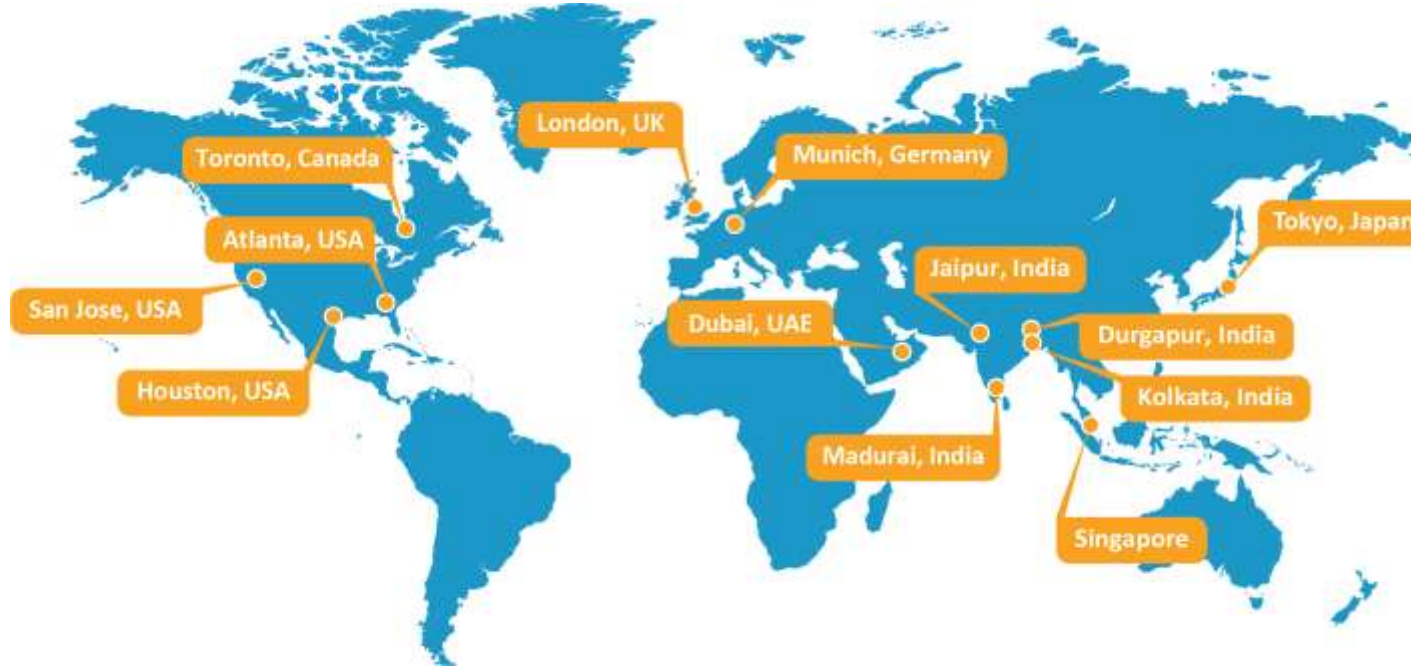 London, UK
Munich, Germany
Toronto, Canada
Tokyo, Japan
Atlanta, USA
Jaipur, India
San Jose, USA
Dubai, UAE
Durgapur, India
Houston, USA
Kolkata, India
Madurai, India
Singapore